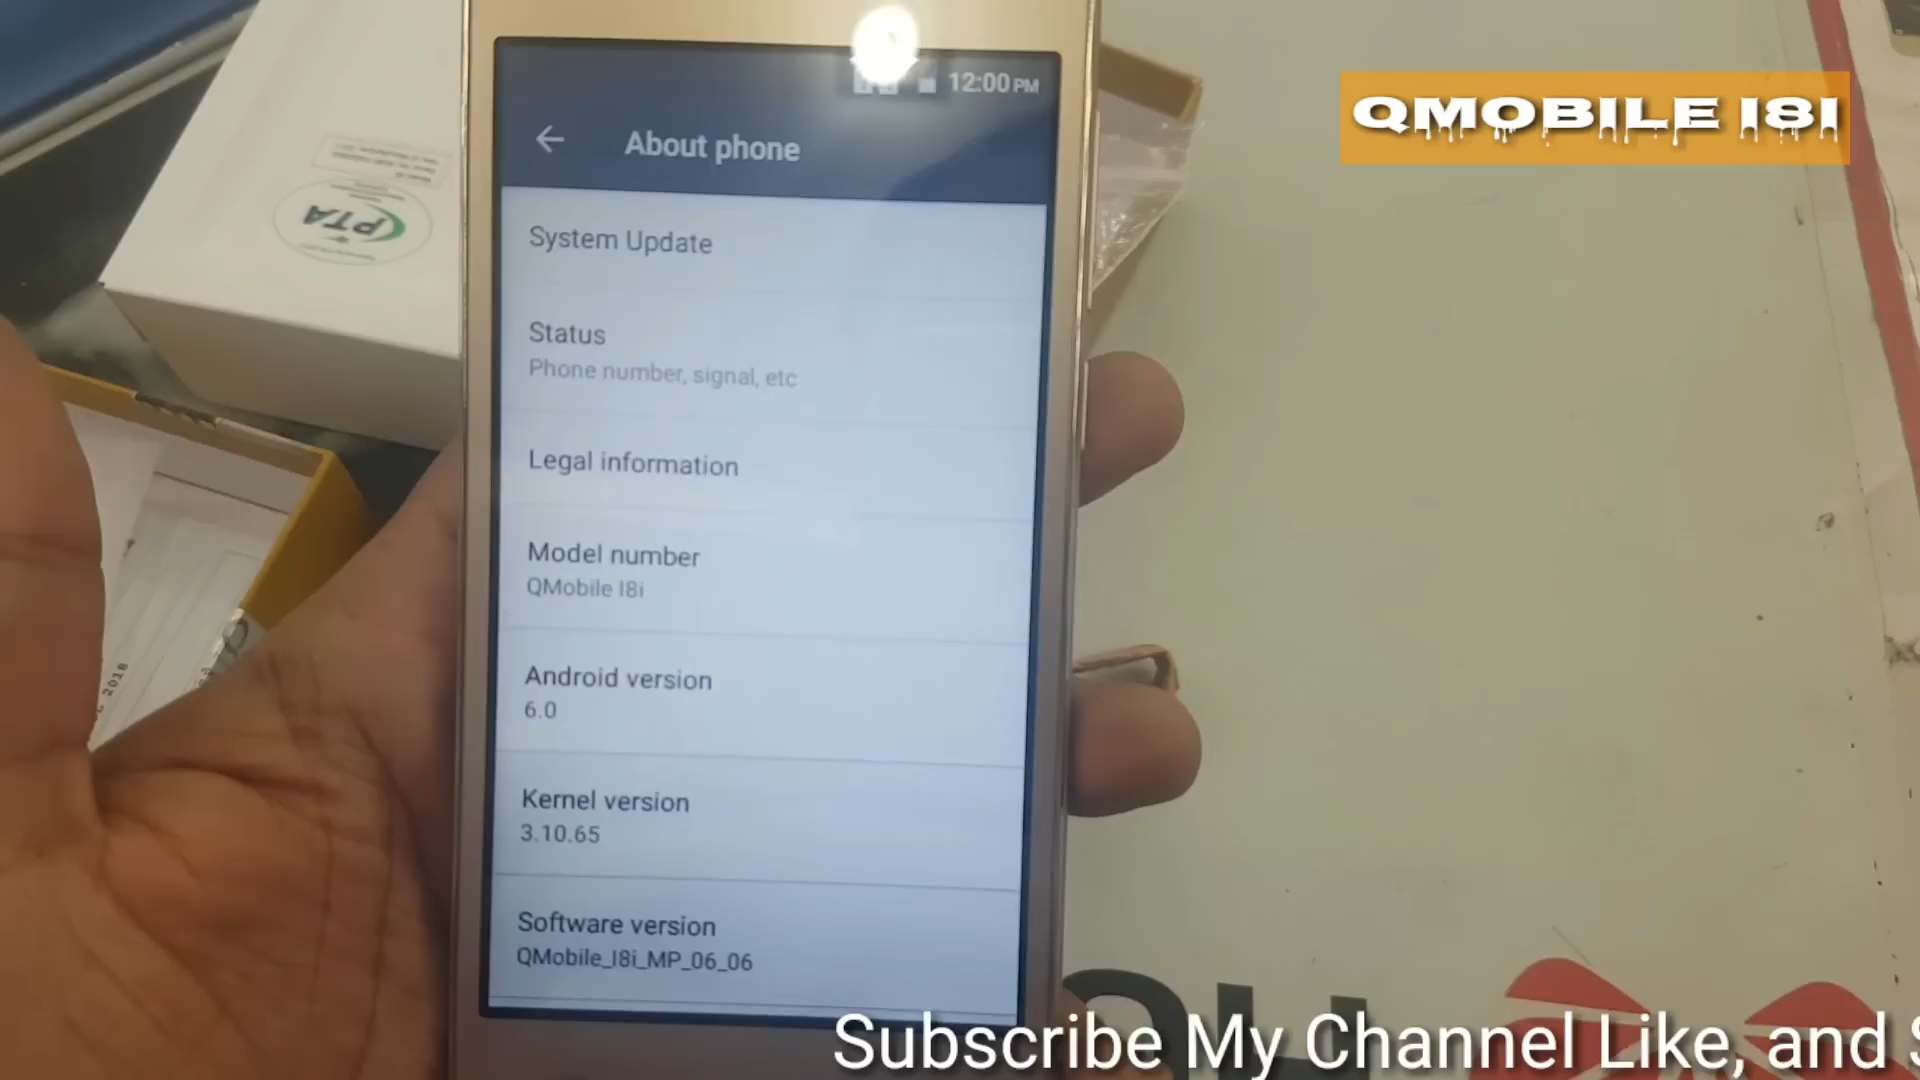 12:00 PM
QMOBILE I8I
About phone
System Update
Status
Phone number, signal, etc
Legal information
Model number
QMobile I8i
Android version
6.0
Kernel version
3.10.65
Software version
QMobile_I8i_MP_06_06
PTA
2018
Subscribe My Channel Like, and S